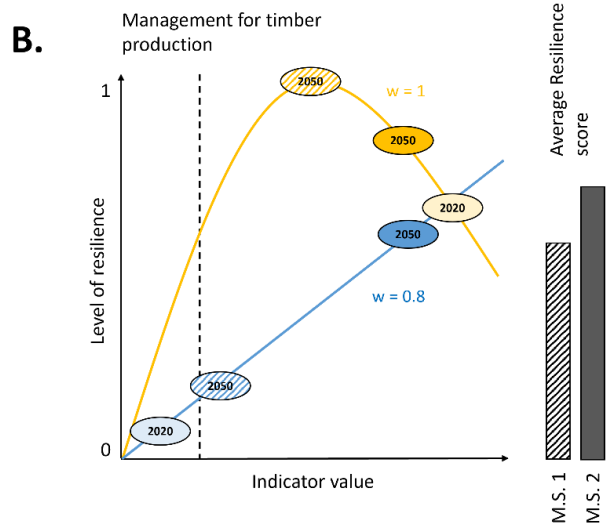 B.
Management for timber
production
1
0
Level of resilience
Indicator value
2050
w = 1
2050
2020
2050
w = 0.8
2050
2020
Average Resilience
score
M.S. 1
M.S. 2